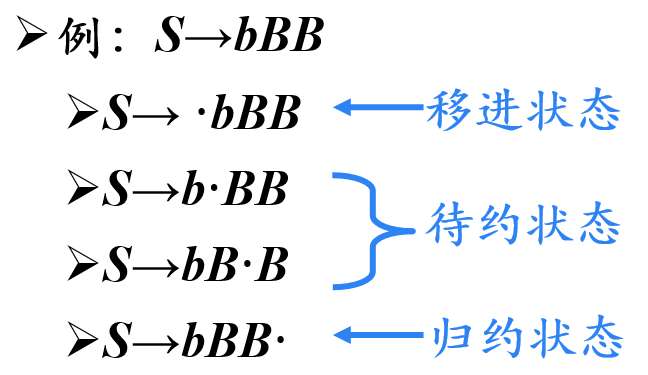 ➢例：S→bBB
➢S→ ·bBB ← 移进状态
➢S→b·BB
待约状态
➢S→bB·B
➢S→bBB· ← 归约状态